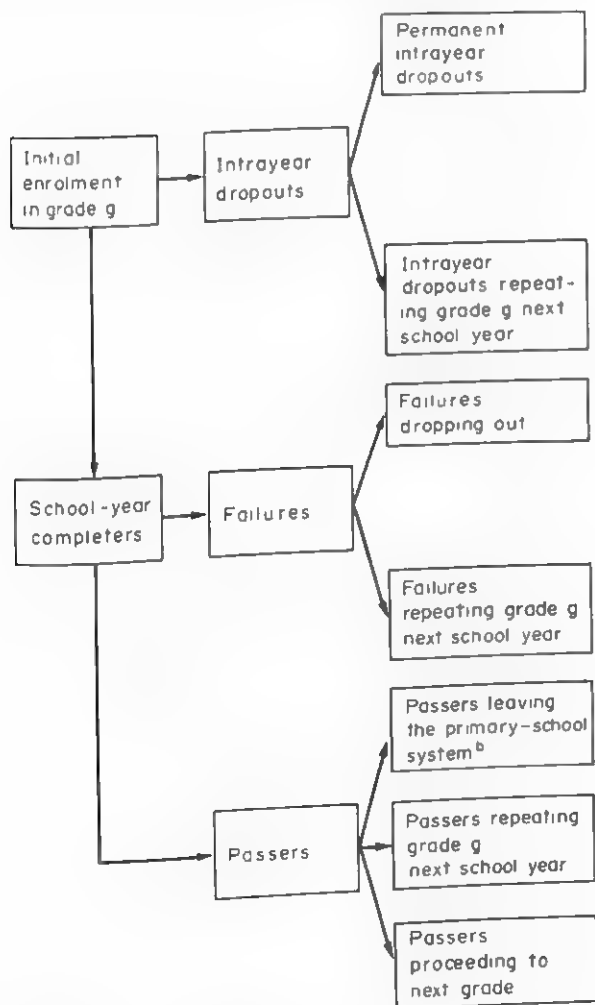 Permanent
intrayear
dropouts
Initial
enrolment
in grade g
Intrayear
dropouts
Intrayear
dropouts repeat-
ing grade g next
school year
Failures
dropping out
School-year
completers
Failures
Failures
repeating grade g
next school year
Passers leaving
the primary-school
system b
Passers
Passers repeating
grade g
next school year
Passers
proceeding to
next grade